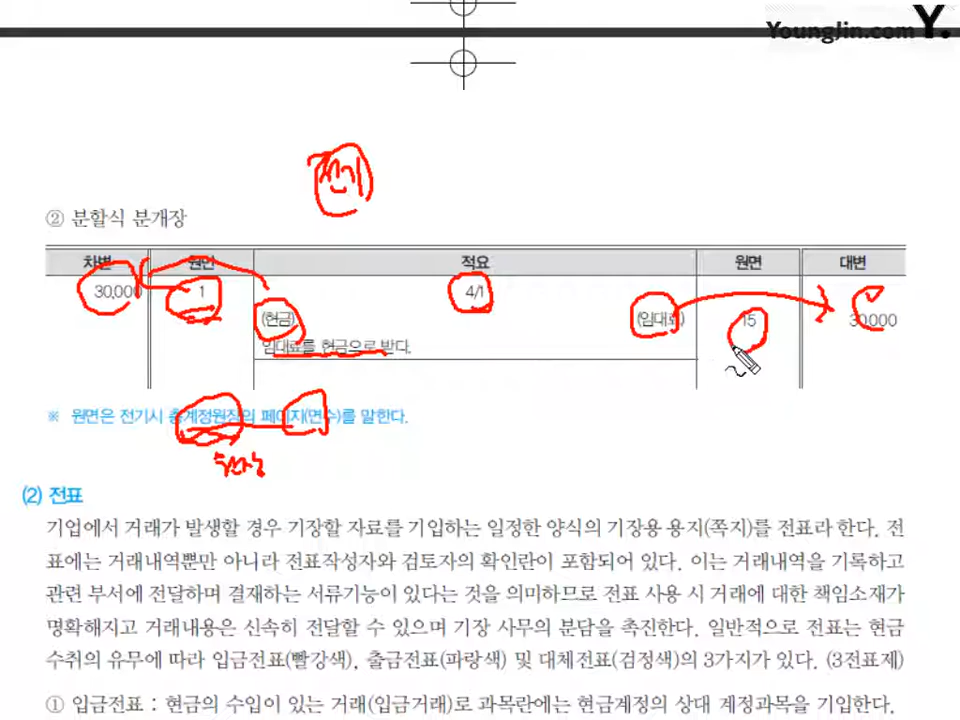 YoungJin.com Y.
② 분할식 분개장
차변 원면 적요 원면 대변
30,000 1 4/1
(현금) (임대료) 15 30,000
임대료를 현금으로 받다.
※ 원면은 전기시 총계정원장의 페이지(면수)를 말한다.
(2) 전표
기업에서 거래가 발생할 경우 기장할 자료를 기입하는 일정한 양식의 기장용 용지(쪽지)를 전표라 한다. 전
표에는 거래내역뿐만 아니라 전표작성자와 검토자의 확인란이 포함되어 있다. 이는 거래내역을 기록하고
관련 부서에 전달하며 결재하는 서류기능이 있다는 것을 의미하므로 전표 사용 시 거래에 대한 책임소재가
명확해지고 거래내용은 신속히 전달할 수 있으며 기장 사무의 분담을 촉진한다. 일반적으로 전표는 현금
수취의 유무에 따라 입금전표(빨강색), 출금전표(파랑색) 및 대체전표(검정색)의 3가지가 있다. (3전표제)
① 입금전표 : 현금의 수입이 있는 거래(입금거래)로 과목란에는 현금계정의 상대 계정과목을 기입한다.